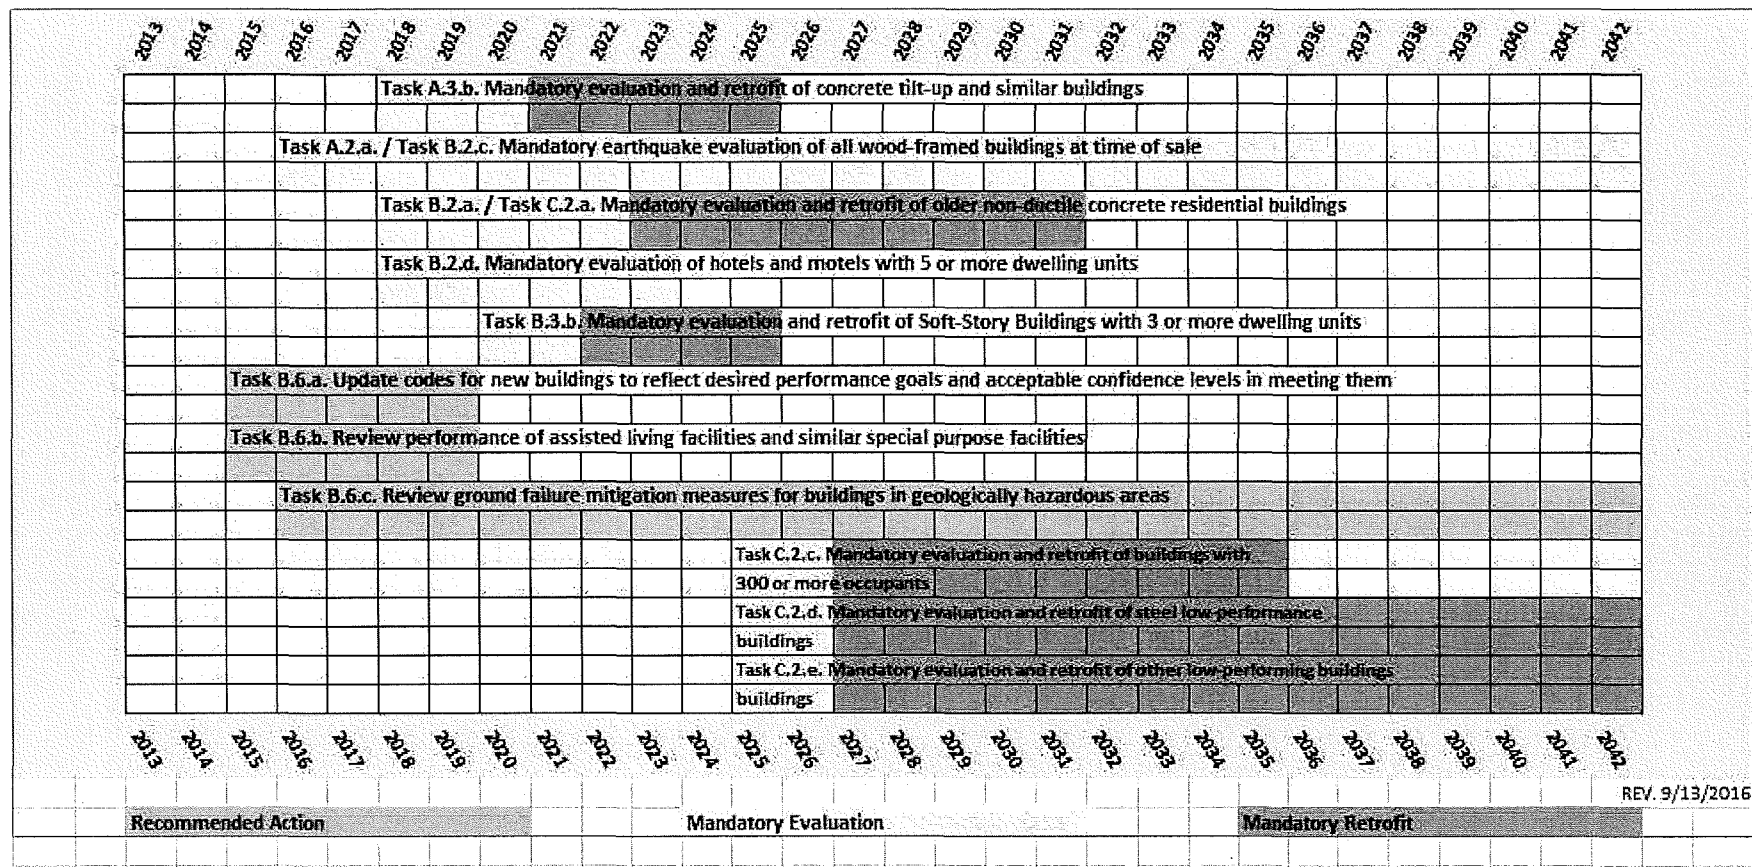 2013 2014 2015 2016 2017 2018 2019 2020 2021 2022 2023 2024 2025 2026 2027 2028 2029 2030 2031 2032 2033 2034 2035 2036 2037 2038 2039 2040 2041 2042
Task A.3.b. Mandatory evaluation and retrofit of concrete tilt-up and similar buildings
Task A.2.a. / Task B.2.c. Mandatory earthquake evaluation of all wood-framed buildings at time of sale
Task B.2.a. / Task C.2.a. Mandatory evaluation and retrofit of older non-ductile concrete residential buildings
Task B.2.d. Mandatory evaluation of hotels and motels with 5 or more dwelling units
Task B.3.b. Mandatory evaluation and retrofit of Soft-Story Buildings with 3 or more dwelling units
Task B.6.a. Update codes for new buildings to reflect desired performance goals and acceptable confidence levels in meeting them
Task B.6.b. Review performance of assisted living facilities and similar special purpose facilities
Task B.6.c. Review ground failure mitigation measures for buildings in geologically hazardous areas
Task C.2.c. Mandatory evaluation and retrofit of buildings with
300 or more occupants
Task C.2.d. Mandatory evaluation and retrofit of steel low-performance
buildings
Task C.2.e. Mandatory evaluation and retrofit of other low-performing buildings
buildings
2013 2014 2015 2016 2017 2018 2019 2020 2021 2022 2023 2024 2025 2026 2027 2028 2029 2030 2031 2032 2033 2034 2035 2036 2037 2038 2039 2040 2041 2042
REV. 9/13/2016
Recommended Action Mandatory Evaluation Mandatory Retrofit